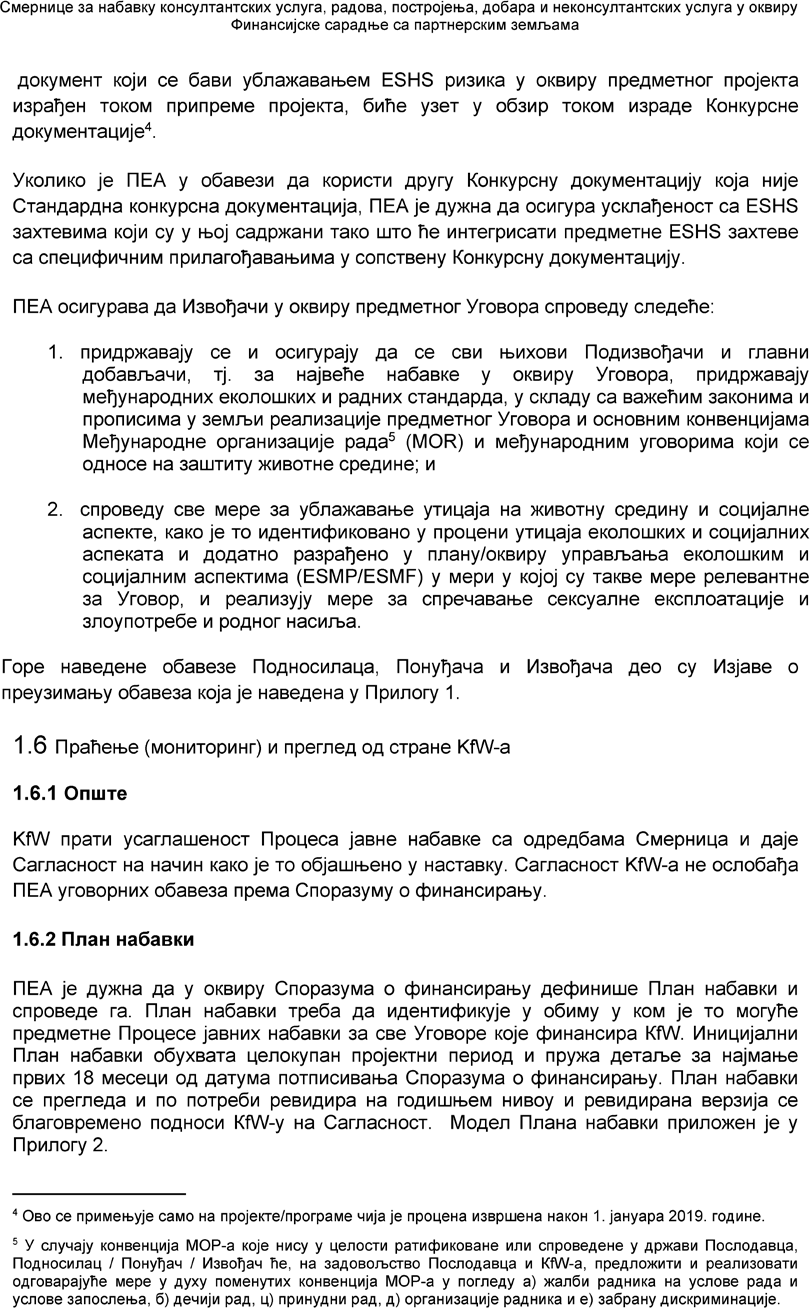 Смернице за набавку консултантских услуга, радова, постројења, добара и неконсултантских услуга у оквиру
Финансијске сарадње са партнерским земљама
документ који се бави ублажавањем ESHS ризика у оквиру предметног пројекта
израђен током припреме пројекта, биће узет у обзир током израде Конкурсне
документације⁴.
Уколико је ПЕА у обавези да користи другу Конкурсну документацију која није
Стандардна конкурсна документација, ПЕА је дужна да осигура усклађеност са ESHS
захтевима који су у њој садржани тако што ће интегрисати предметне ESHS захтеве
са специфичним прилагођавањима у сопствену Конкурсну документацију.
ПЕА осигурава да Извођачи у оквиру предметног Уговора спроведу следеће:
1. придржавају се и осигурају да се сви њихови Подизвођачи и главни
добављачи, тј. за највеће набавке у оквиру Уговора, придржавају
међународних еколошких и радних стандарда, у складу са важећим законима и
прописима у земљи реализације предметног Уговора и основним конвенцијама
Међународне организације рада⁵ (МОR) и међународним уговорима који се
односе на заштиту животне средине; и
2. спроведу све мере за ублажавање утицаја на животну средину и социјалне
аспекте, како је то идентификовано у процени утицаја еколошких и социјалних
аспеката и додатно разрађено у плану/оквиру управљања еколошким и
социјалним аспектима (ESMP/ESMF) у мери у којој су такве мере релевантне
за Уговор, и реализују мере за спречавање сексуалне експлоатације и
злоупотребе и родног насиља.
Горе наведене обавезе Подносилаца, Понуђача и Извођача део су Изјаве о
преузимању обавеза која је наведена у Прилогу 1.
1.6 Праћење (мониторинг) и преглед од стране KfW-а
1.6.1 Опште
KfW прати усаглашеност Процеса јавне набавке са одредбама Смерница и даје
Сагласност на начин како је то објашњено у наставку. Сагласност KfW-а не ослобађа
ПЕА уговорних обавеза према Споразуму о финансирању.
1.6.2 План набавки
ПЕА је дужна да у оквиру Споразума о финансирању дефинише План набавки и
спроведе га. План набавки треба да идентификује у обиму у ком је то могуће
предметне Процесе јавних набавки за све Уговоре које финансира KfW. Иницијални
План набавки обухвата целокупан пројектни период и пружа детаље за најмање
првих 18 месеци од датума потписивања Споразума о финансирању. План набавки
се прегледа и по потреби ревидира на годишњем нивоу и ревидирана верзија се
благовремено подноси KfW-у на Сагласност. Модел Плана набавки приложен је у
Прилогу 2.
⁴ Ово се примењује само на пројекте/програме чија је процена извршена након 1. јануара 2019. године.
⁵ У случају конвенција МОР-а које нису у целости ратификоване или спроведене у држави Послодавца,
Подносилац / Понуђач / Извођач ће, на задовољство Послодавца и KfW-а, предложити и реализовати
одговарајуће мере у духу поменутих конвенција МОР-а у погледу а) жалби радника на услове рада и
услове запослења, б) дечији рад, ц) принудни рад, д) организације радника и е) забрану дискриминације.